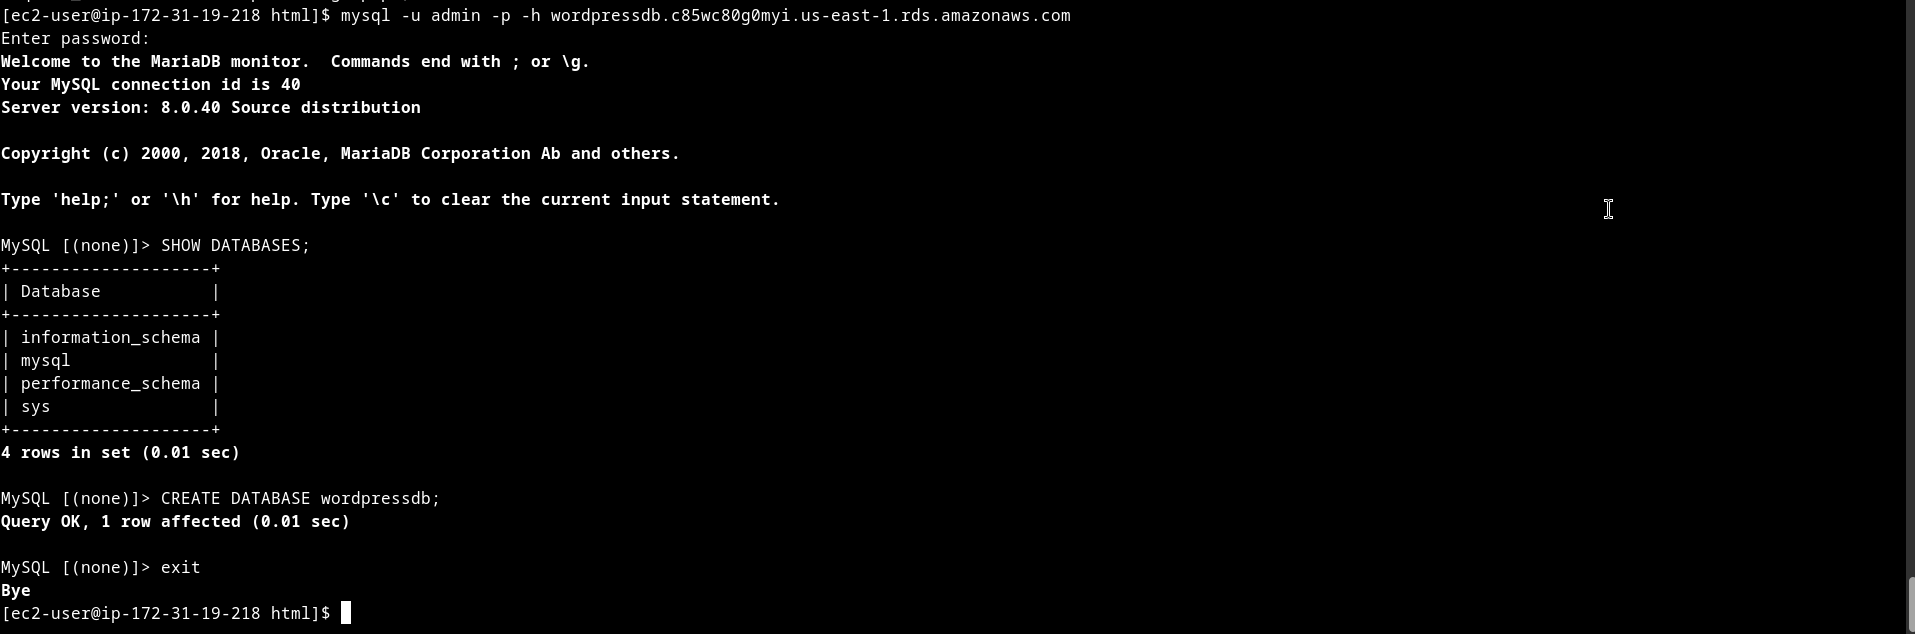 [ec2-user@ip-172-31-19-218 html]$ mysql -u admin -p -h wordpressdb.c85wc80g0myi.us-east-1.rds.amazonaws.com
Enter password:
Welcome to the MariaDB monitor.  Commands end with ; or \g.
Your MySQL connection id is 40
Server version: 8.0.40 Source distribution

Copyright (c) 2000, 2018, Oracle, MariaDB Corporation Ab and others.

Type 'help;' or '\h' for help. Type '\c' to clear the current input statement.

MySQL [(none)]> SHOW DATABASES;
+--------------------+
| Database           |
+--------------------+
| information_schema |
| mysql              |
| performance_schema |
| sys                |
+--------------------+
4 rows in set (0.01 sec)

MySQL [(none)]> CREATE DATABASE wordpressdb;
Query OK, 1 row affected (0.01 sec)

MySQL [(none)]> exit
Bye
[ec2-user@ip-172-31-19-218 html]$